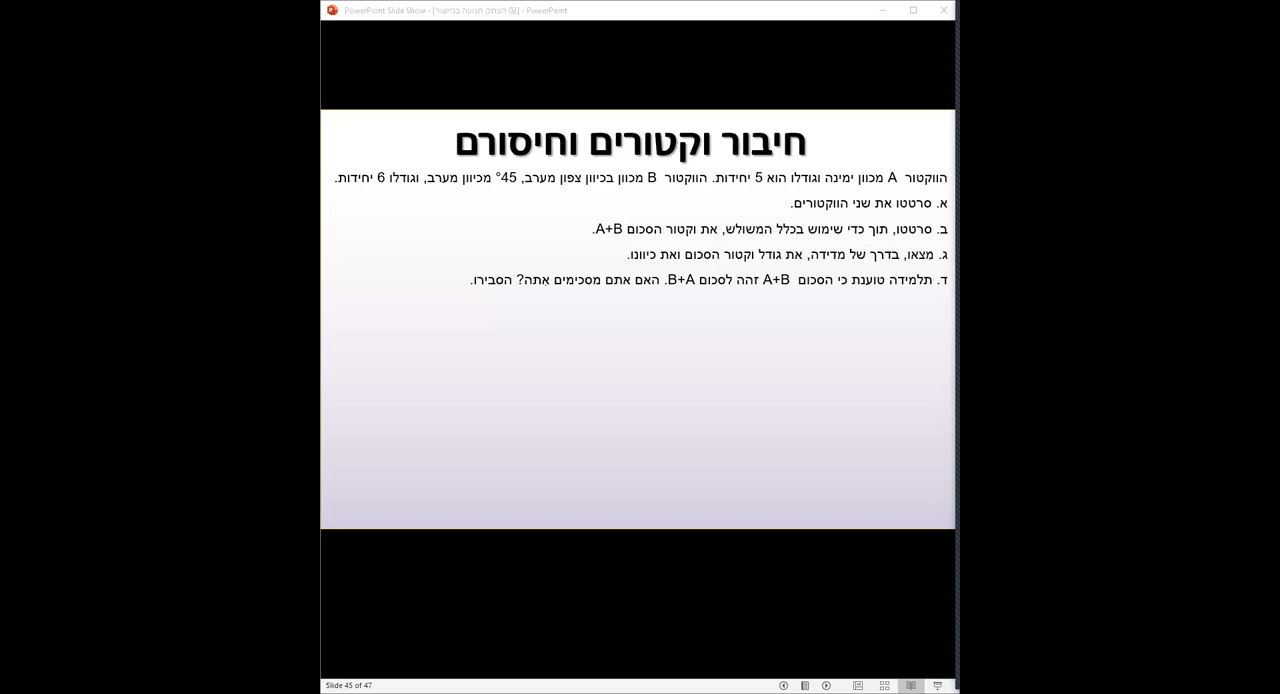 PowerPoint Slide Show - [02 העתק תנועה במישור] - PowerPoint
חיבור וקטורים וחיסורם
הווקטור A מכוון ימינה וגודלו הוא 5 יחידות. הווקטור B מכוון בכיוון צפון מערב, 45° מכיוון מערב, וגודלו 6 יחידות.
א. סרטטו את שני הווקטורים.
ב. סרטטו, תוך כדי שימוש בכלל המשולש, את וקטור הסכום A+B.
ג. מצאו, בדרך של מדידה, את גודל וקטור הסכום ואת כיוונו.
ד. תלמידה טוענת כי הסכום A+B זהה לסכום B+A. האם אתם מסכימים אִתה? הסבירו.
Slide 45 of 47